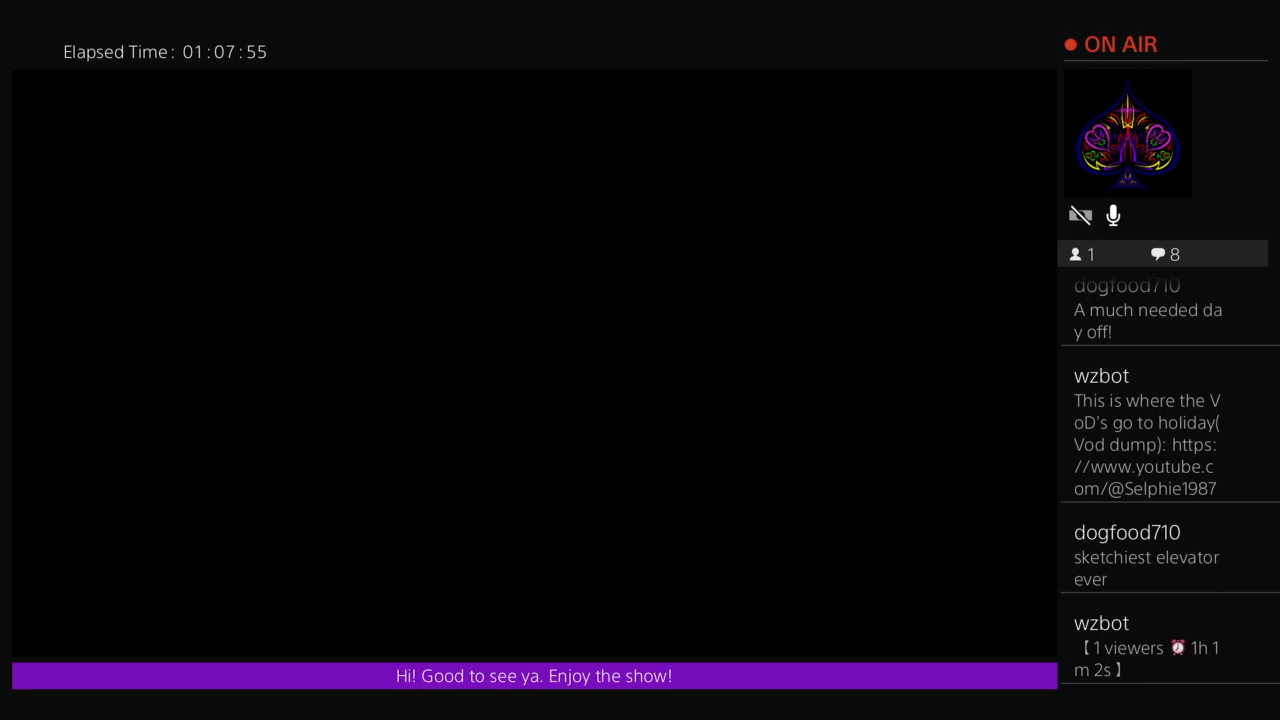 Elapsed Time: 01:07:55
ON AIR
1
8
dogfood710
A much needed da
y off!
wzbot
This is where the V
oD's go to holiday(
Vod dump): https:
//www.youtube.c
om/@Selphie1987
dogfood710
sketchiest elevator
ever
wzbot
【1 viewers ⏰ 1h 1
m 2s】
Hi! Good to see ya. Enjoy the show!